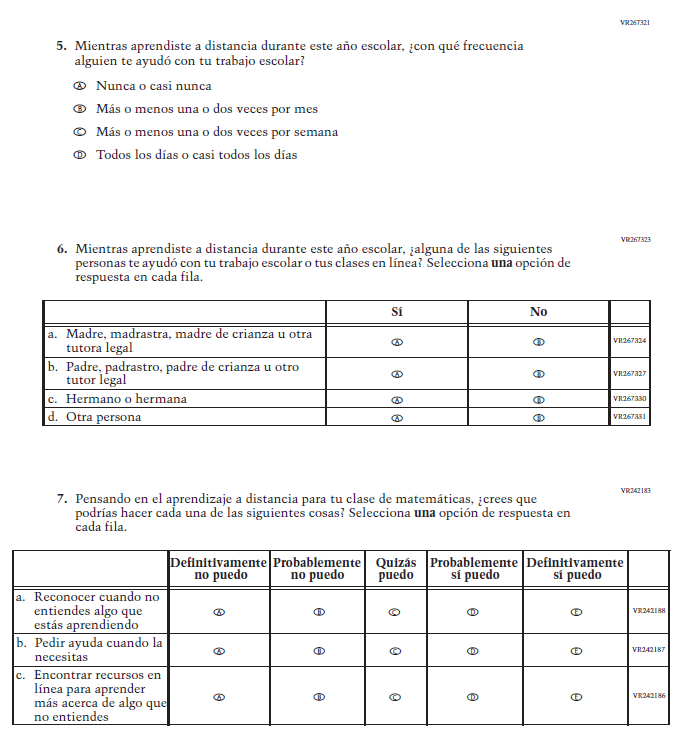 VR267321
5. Mientras aprendiste a distancia durante este año escolar, ¿con qué frecuencia
alguien te ayudó con tu trabajo escolar?
Ⓐ Nunca o casi nunca
Ⓑ Más o menos una o dos veces por mes
Ⓒ Más o menos una o dos veces por semana
Ⓓ Todos los días o casi todos los días
VR267323
6. Mientras aprendiste a distancia durante este año escolar, ¿alguna de las siguientes
personas te ayudó con tu trabajo escolar o tus clases en línea? Selecciona una opción de
respuesta en cada fila.
Sí No
a. Madre, madrastra, madre de crianza u otra
tutora legal
Ⓐ Ⓑ VR267324
b. Padre, padrastro, padre de crianza u otro
tutor legal
Ⓐ Ⓑ VR267327
c. Hermano o hermana Ⓐ Ⓑ VR267330
d. Otra persona Ⓐ Ⓑ VR267331
VR242183
7. Pensando en el aprendizaje a distancia para tu clase de matemáticas, ¿crees que
podrías hacer cada una de las siguientes cosas? Selecciona una opción de respuesta en
cada fila.
Definitivamente Probablemente Quizás Probablemente Definitivamente
no puedo no puedo puedo sí puedo sí puedo
a. Reconocer cuando no
entiendes algo que
estás aprendiendo
Ⓐ Ⓑ Ⓒ Ⓓ Ⓔ VR242188
b. Pedir ayuda cuando la
necesitas
Ⓐ Ⓑ Ⓒ Ⓓ Ⓔ VR242187
c. Encontrar recursos en
línea para aprender
más acerca de algo que
no entiendes
Ⓐ Ⓑ Ⓒ Ⓓ Ⓔ VR242186